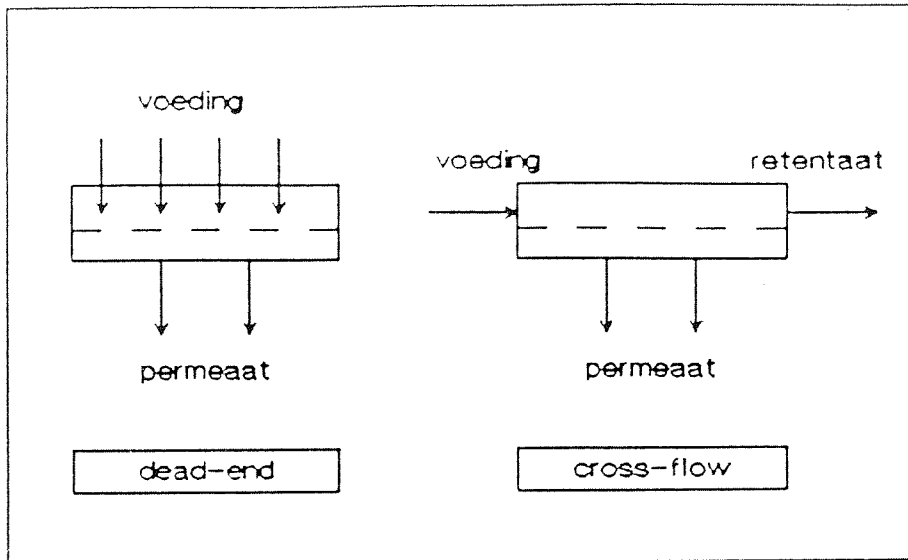 voeding
permeaat
dead-end
voeding
retentaat
permeaat
cross-flow